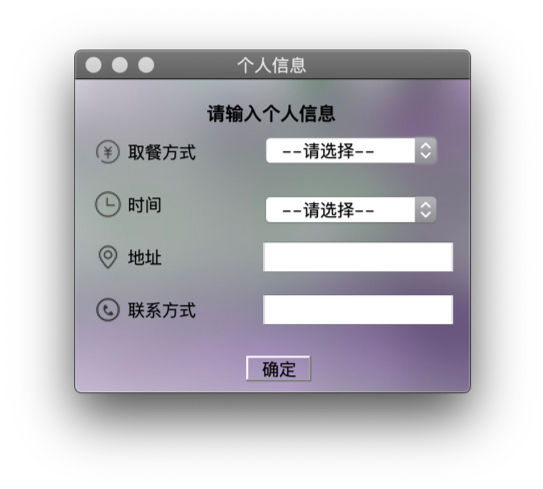 个人信息
请输入个人信息
取餐方式 --请选择--
时间 --请选择--
地址
联系方式
确定